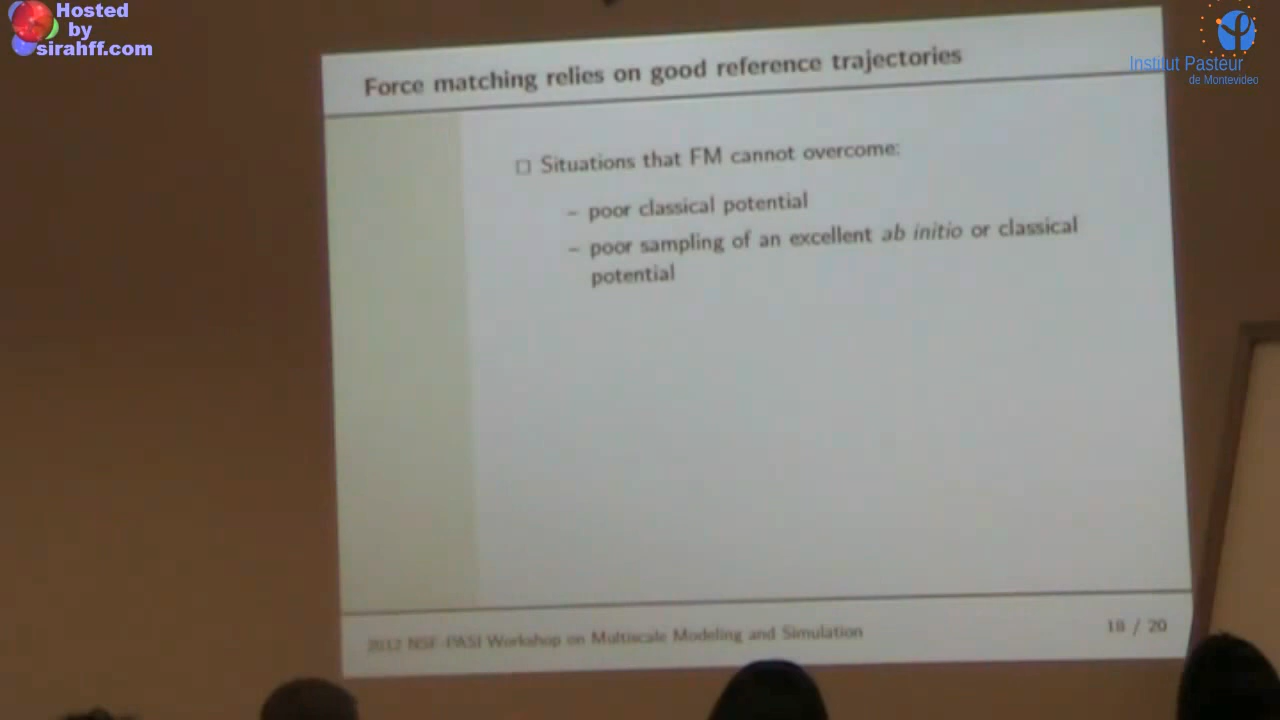 Hosted
by
sirahff.com
Institut Pasteur
de Montevideo
Force matching relies on good reference trajectories
□ Situations that FM cannot overcome:
– poor classical potential
– poor sampling of an excellent ab initio or classical
potential
2012 NSF-PASI Workshop on Multiscale Modeling and Simulation
18 / 20